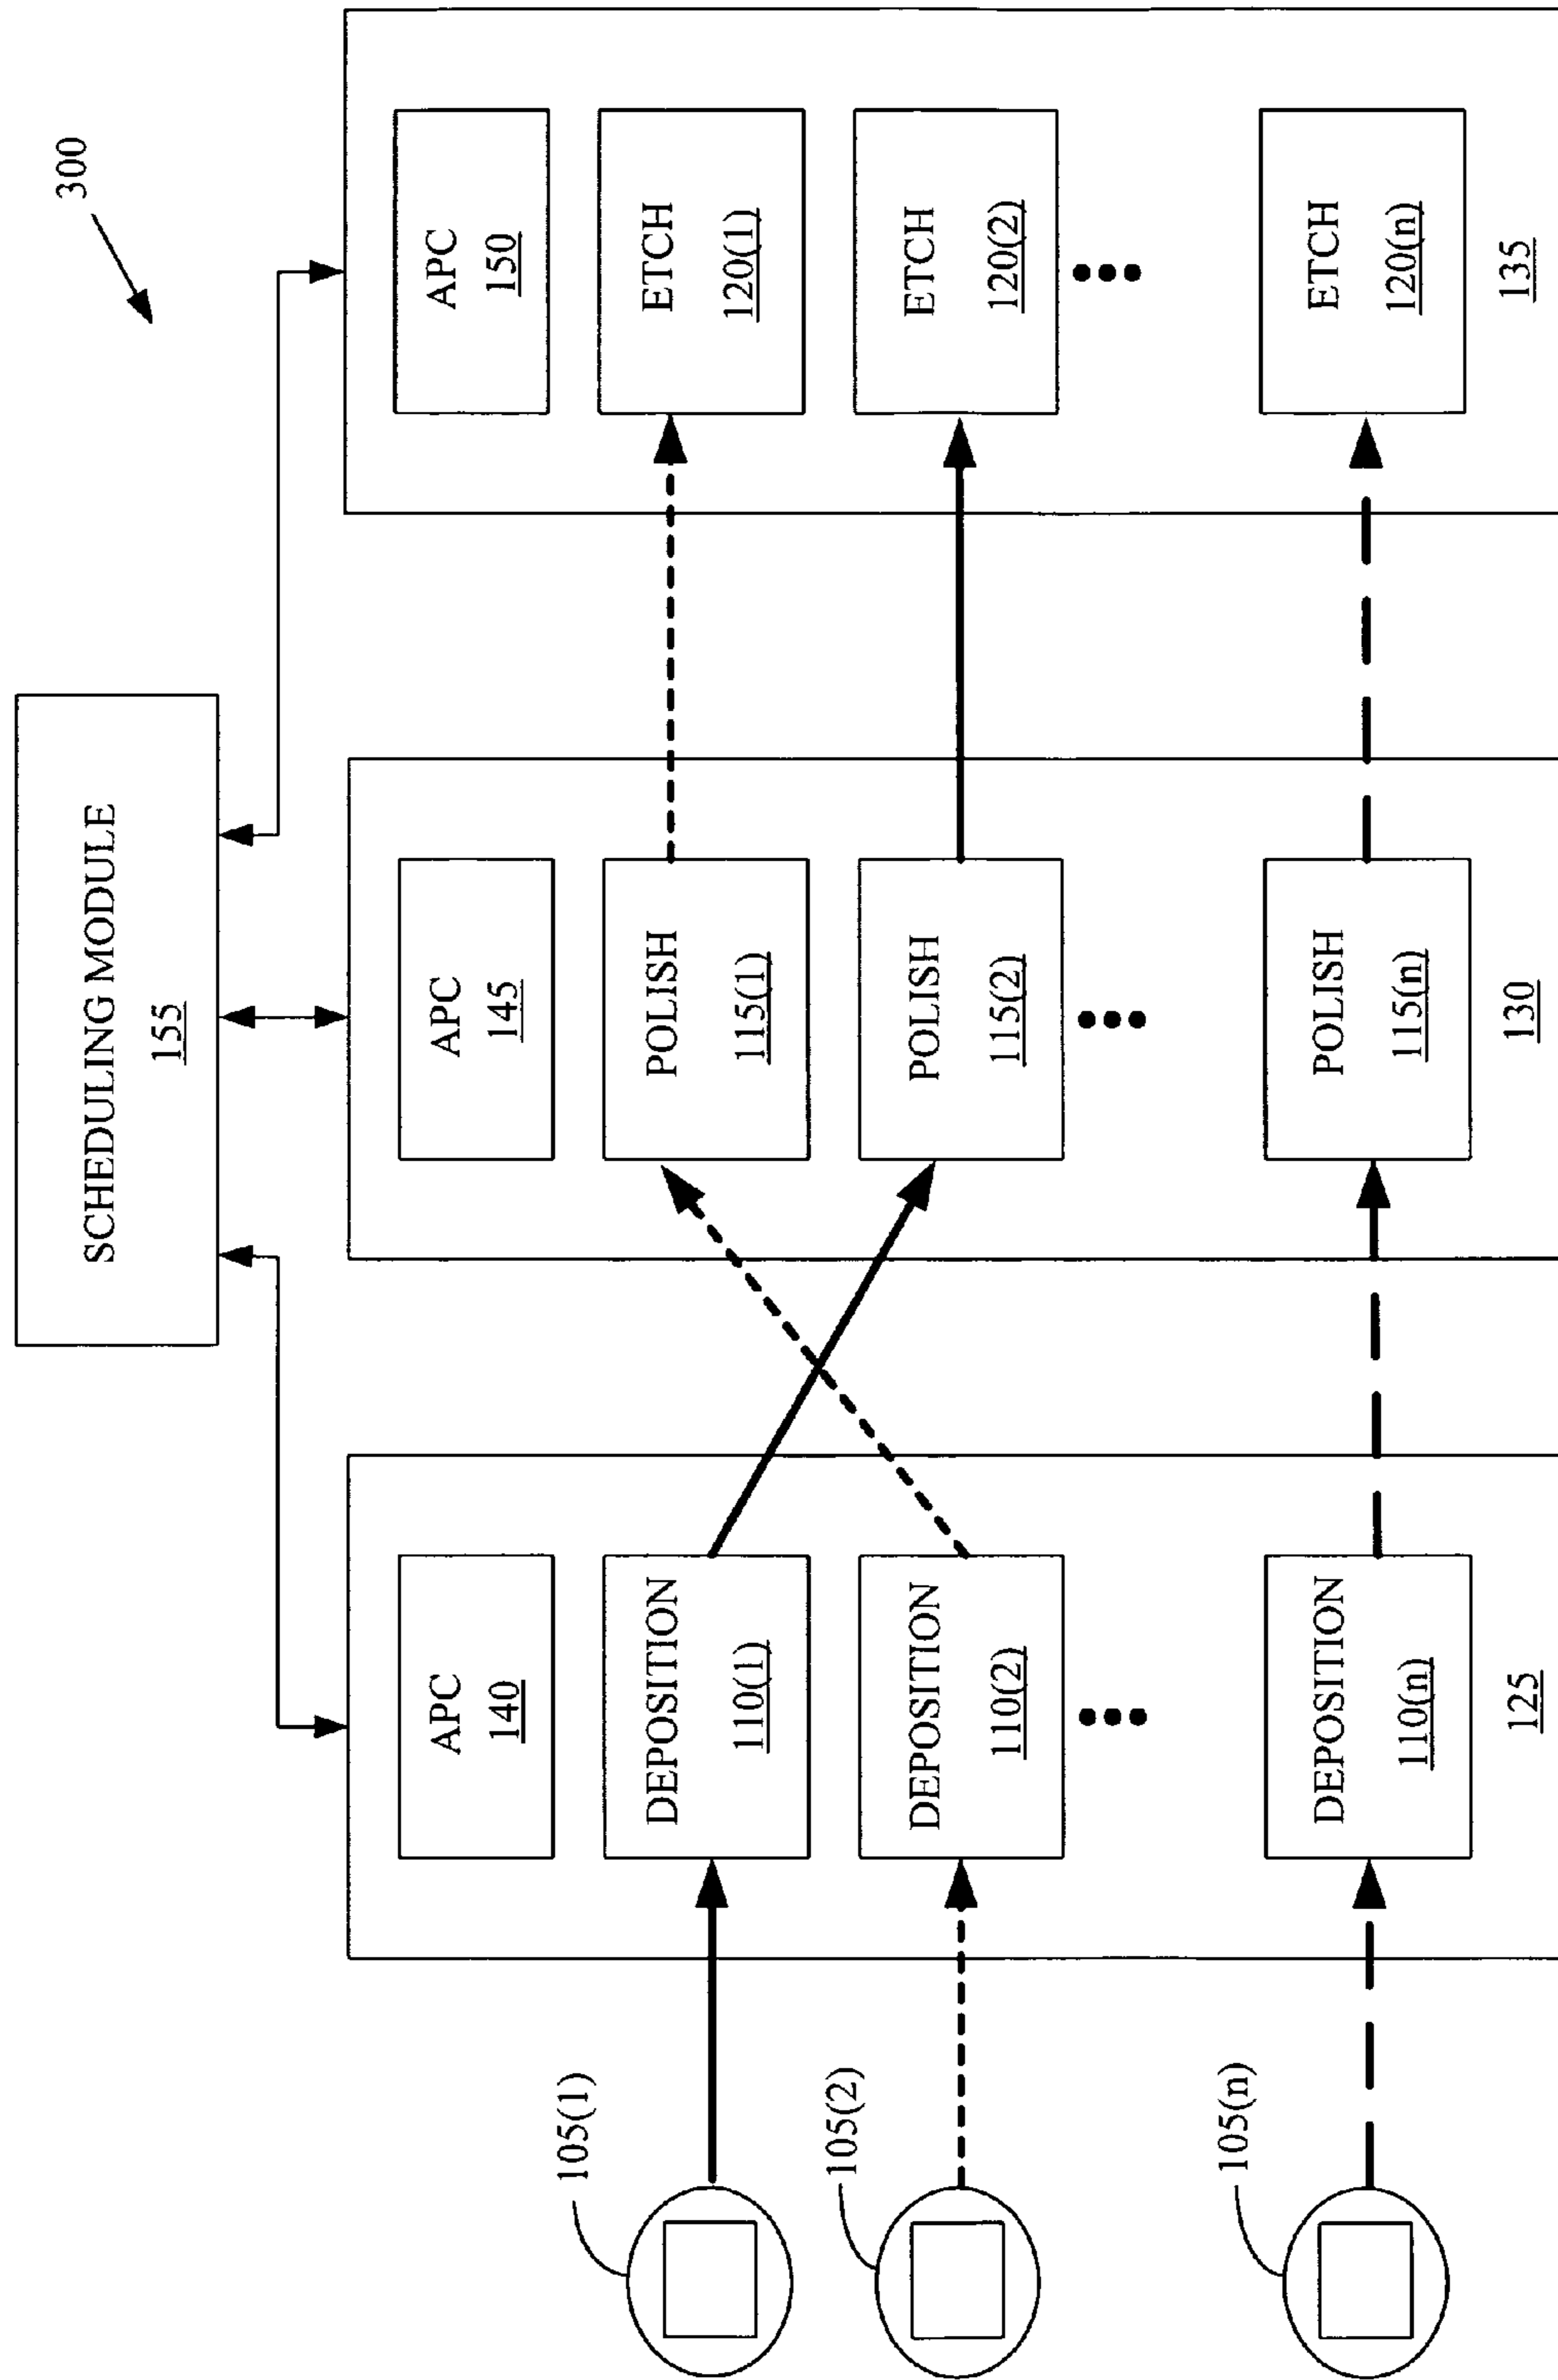 300
SCHEDULING MODULE
155
APC
140
DEPOSITION
110(1)
DEPOSITION
110(2)
DEPOSITION
110(n)
125
APC
145
POLISH
115(1)
POLISH
115(2)
POLISH
115(n)
130
APC
150
ETCH
120(1)
ETCH
120(2)
ETCH
120(n)
135
105(1)
105(2)
105(n)